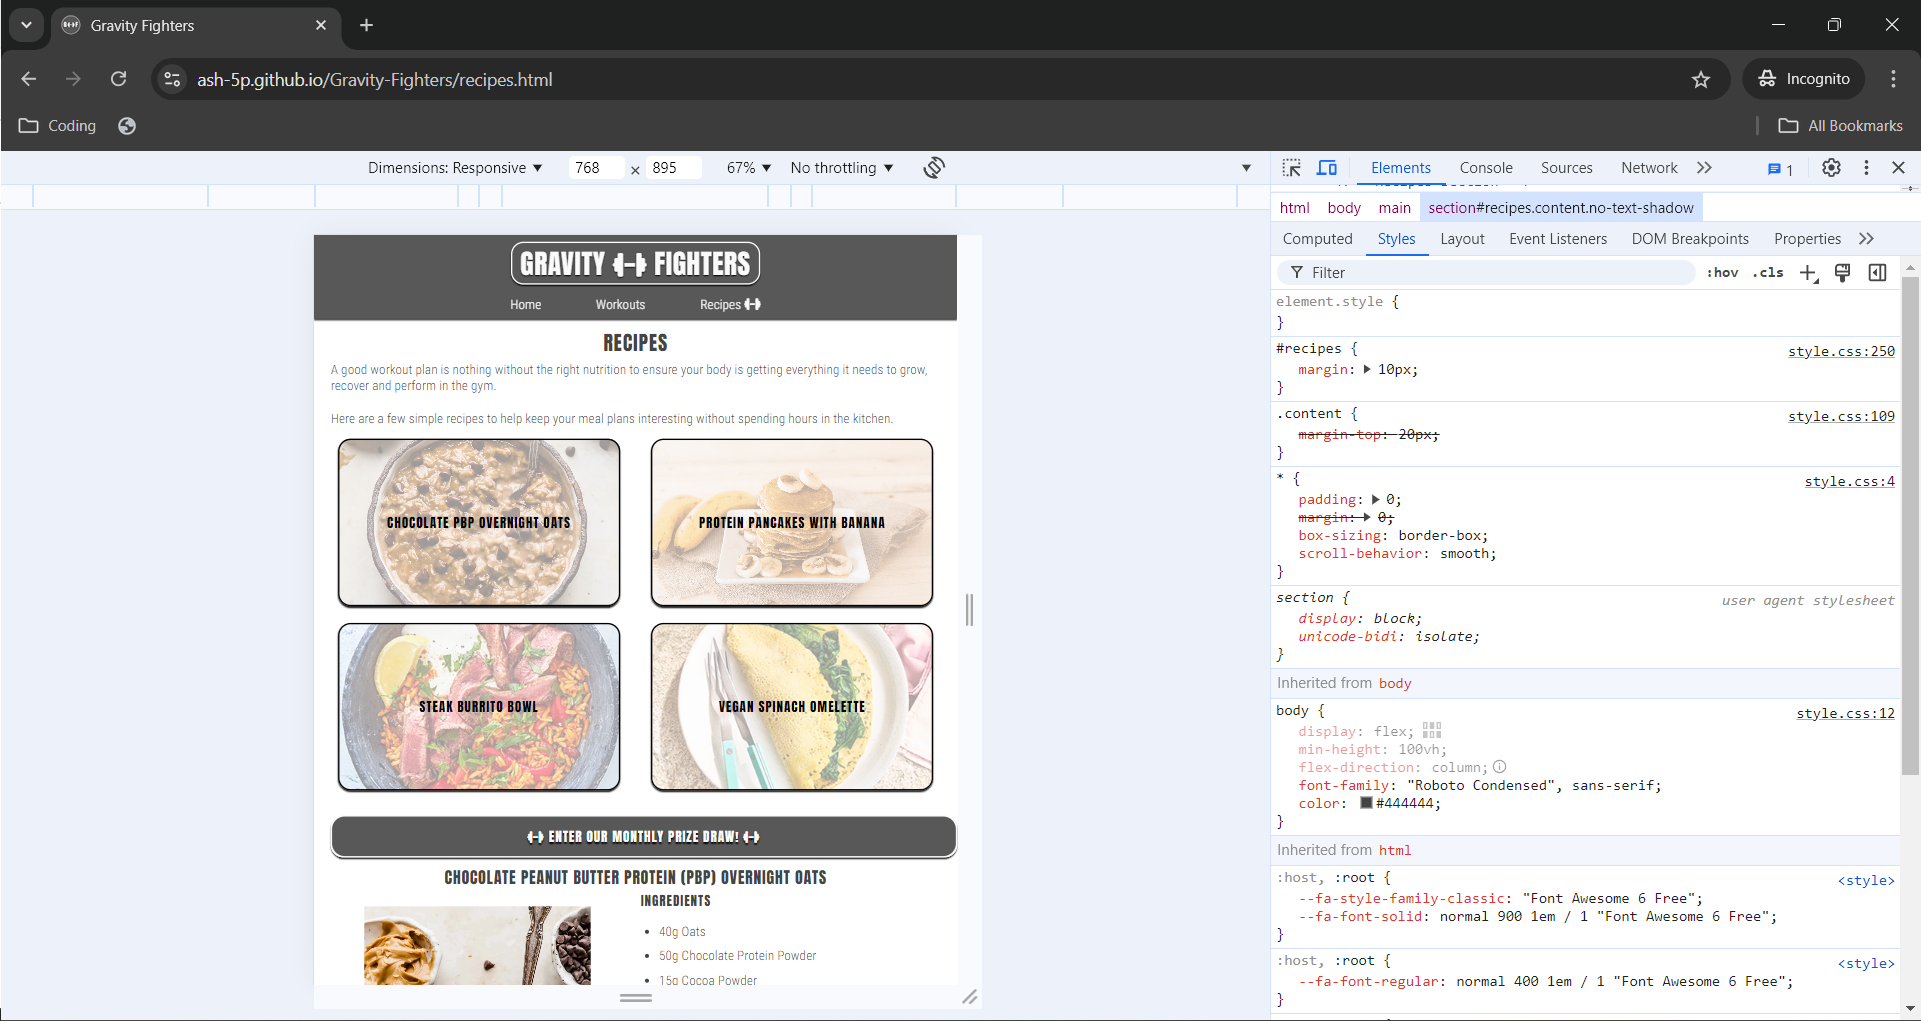 Gravity Fighters
ash-5p.github.io/Gravity-Fighters/recipes.html
Incognito
Coding
All Bookmarks
Dimensions: Responsive 768 × 895 67% No throttling
Elements Console Sources Network 1
html body main section#recipes.content.no-text-shadow
Computed Styles Layout Event Listeners DOM Breakpoints Properties
Filter :hov .cls
GRAVITY FIGHTERS
Home Workouts Recipes
RECIPES
A good workout plan is nothing without the right nutrition to ensure your body is getting everything it needs to grow,
recover and perform in the gym.
Here are a few simple recipes to help keep your meal plans interesting without spending hours in the kitchen.
CHOCOLATE PBP OVERNIGHT OATS
PROTEIN PANCAKES WITH BANANA
STEAK BURRITO BOWL
VEGAN SPINACH OMELETTE
ENTER OUR MONTHLY PRIZE DRAW!
CHOCOLATE PEANUT BUTTER PROTEIN (PBP) OVERNIGHT OATS
INGREDIENTS
40g Oats
50g Chocolate Protein Powder
15g Cocoa Powder
element.style {
}
#recipes { style.css:250
margin: 10px;
}
.content { style.css:109
margin-top: 20px;
}
* { style.css:4
padding: 0;
margin: 0;
box-sizing: border-box;
scroll-behavior: smooth;
}
section { user agent stylesheet
display: block;
unicode-bidi: isolate;
}
Inherited from body
body { style.css:12
display: flex;
min-height: 100vh;
flex-direction: column;
font-family: "Roboto Condensed", sans-serif;
color: #444444;
}
Inherited from html
:host, :root { <style>
--fa-style-family-classic: "Font Awesome 6 Free";
--fa-font-solid: normal 900 1em / 1 "Font Awesome 6 Free";
}
:host, :root { <style>
--fa-font-regular: normal 400 1em / 1 "Font Awesome 6 Free";
}